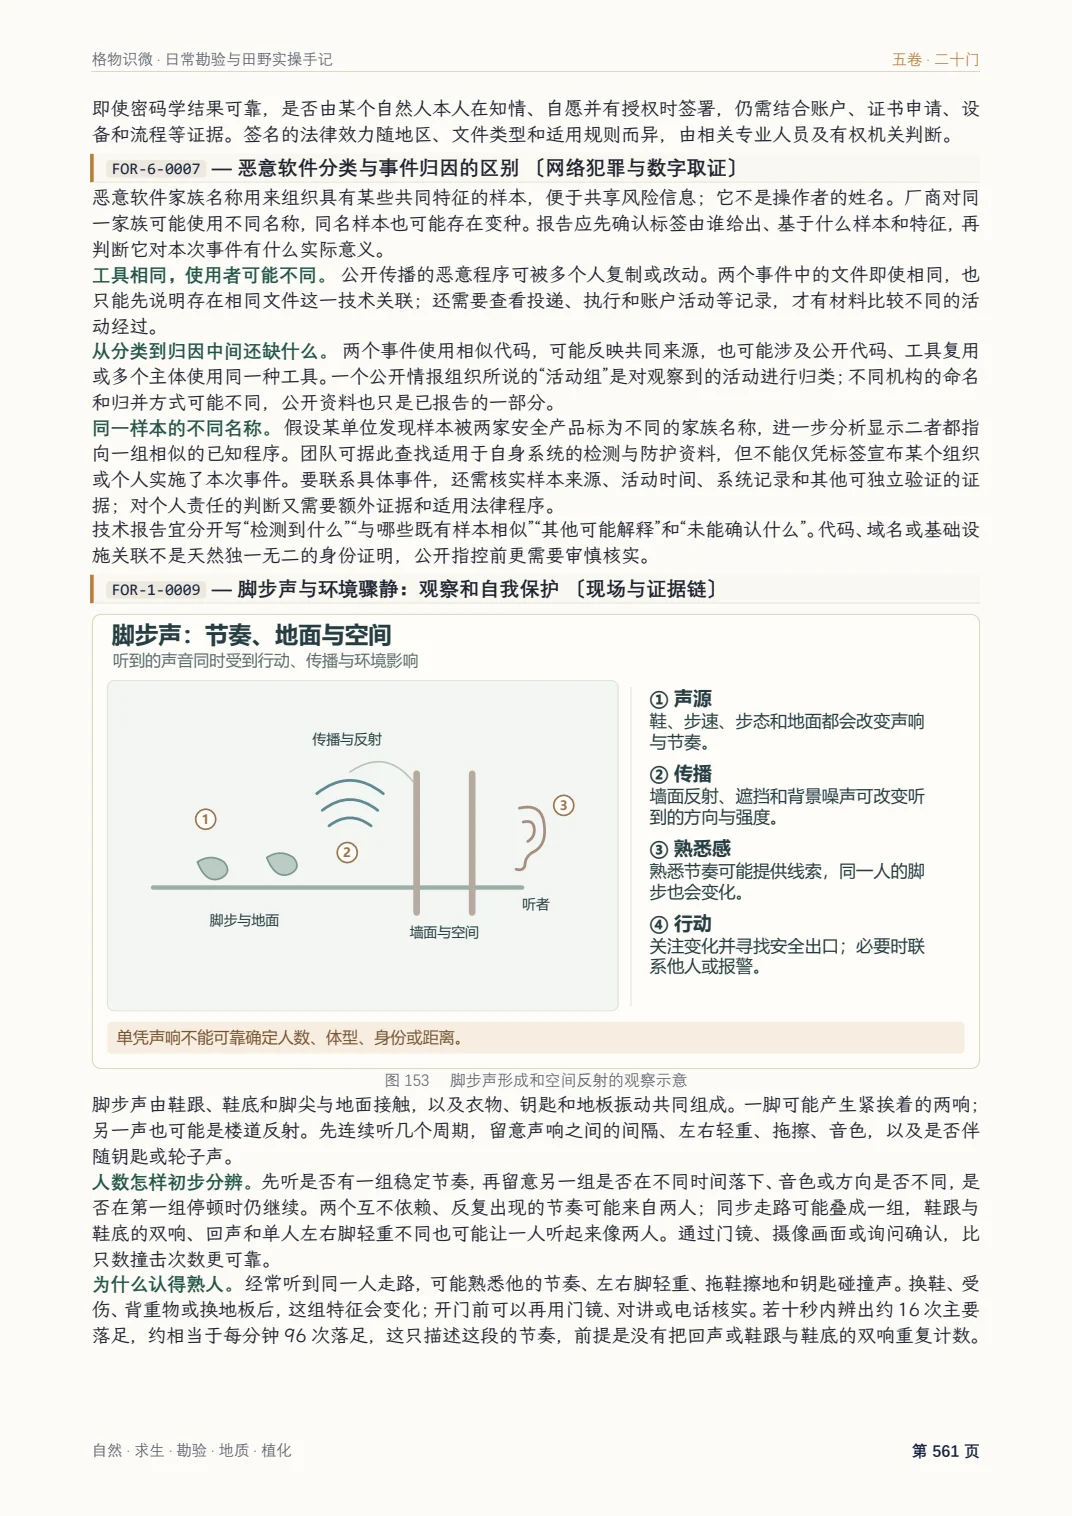 格物识微 · 日常勘验与田野实操手记
五卷 · 二十门
即使密码学结果可靠，是否由某个自然人本人在知情、自愿并有授权时签署，仍需结合账户、证书申请、设
备和流程等证据。签名的法律效力随地区、文件类型和适用规则而异，由相关专业人员及有权机关判断。
FOR-6-0007 — 恶意软件分类与事件归因的区别 〔网络犯罪与数字取证〕
恶意软件家族名称用来组织具有某些共同特征的样本，便于共享风险信息；它不是操作者的姓名。厂商对同
一家族可能使用不同名称，同名样本也可能存在变种。报告应先确认标签由谁给出、基于什么样本和特征，再
判断它对本次事件有什么实际意义。
工具相同，使用者可能不同。 公开传播的恶意程序可被多个人复制或改动。两个事件中的文件即使相同，也
只能先说明存在相同文件这一技术关联；还需要查看投递、执行和账户活动等记录，才有材料比较不同的活
动经过。
从分类到归因中间还缺什么。 两个事件使用相似代码，可能反映共同来源，也可能涉及公开代码、工具复用
或多个主体使用同一种工具。一个公开情报组织所说的“活动组”是对观察到的活动进行归类；不同机构的命名
和归并方式可能不同，公开资料也只是已报告的一部分。
同一样本的不同名称。 假设某单位发现样本被两家安全产品标为不同的家族名称，进一步分析显示二者都指
向一组相似的已知程序。团队可据此查找适用于自身系统的检测与防护资料，但不能仅凭标签宣布某个组织
或个人实施了本次事件。要联系具体事件，还需核实样本来源、活动时间、系统记录和其他可独立验证的证
据；对个人责任的判断又需要额外证据和适用法律程序。
技术报告宜分开写“检测到什么”“与哪些既有样本相似”“其他可能解释”和“未能确认什么”。代码、域名或基础设
施关联不是天然独一无二的身份证明，公开指控前更需要审慎核实。
FOR-1-0009 — 脚步声与环境骤静：观察和自我保护 〔现场与证据链〕
脚步声：节奏、地面与空间
听到的声音同时受到行动、传播与环境影响
传播与反射
①
②
③
脚步与地面
墙面与空间
听者
① 声源
鞋、步速、步态和地面都会改变声响
与节奏。
② 传播
墙面反射、遮挡和背景噪声可改变听
到的方向与强度。
③ 熟悉感
熟悉节奏可能提供线索，同一人的脚
步也会变化。
④ 行动
关注变化并寻找安全出口；必要时联
系他人或报警。
单凭声响不能可靠确定人数、体型、身份或距离。
图 153 脚步声形成和空间反射的观察示意
脚步声由鞋跟、鞋底和脚尖与地面接触，以及衣物、钥匙和地板振动共同组成。一脚可能产生紧挨着的两响；
另一声也可能是楼道反射。先连续听几个周期，留意声响之间的间隔、左右轻重、拖擦、音色，以及是否伴
随钥匙或轮子声。
人数怎样初步分辨。先听是否有一组稳定节奏，再留意另一组是否在不同时间落下、音色或方向是否不同，是
否在第一组停顿时仍继续。两个互不依赖、反复出现的节奏可能来自两人；同步走路可能叠成一组，鞋跟与
鞋底的双响、回声和单人左右脚轻重不同也可能让一人听起来像两人。通过门镜、摄像画面或询问确认，比
只数撞击次数更可靠。
为什么认得熟人。 经常听到同一人走路，可能熟悉他的节奏、左右脚轻重、拖鞋擦地和钥匙碰撞声。换鞋、受
伤、背重物或换地板后，这组特征会变化；开门前可以再用门镜、对讲或电话核实。若十秒内辨出约 16 次主要
落足，约相当于每分钟 96 次落足，这只描述这段的节奏，前提是没有把回声或鞋跟与鞋底的双响重复计数。
自然 · 求生 · 勘验 · 地质 · 植化
第 561 页